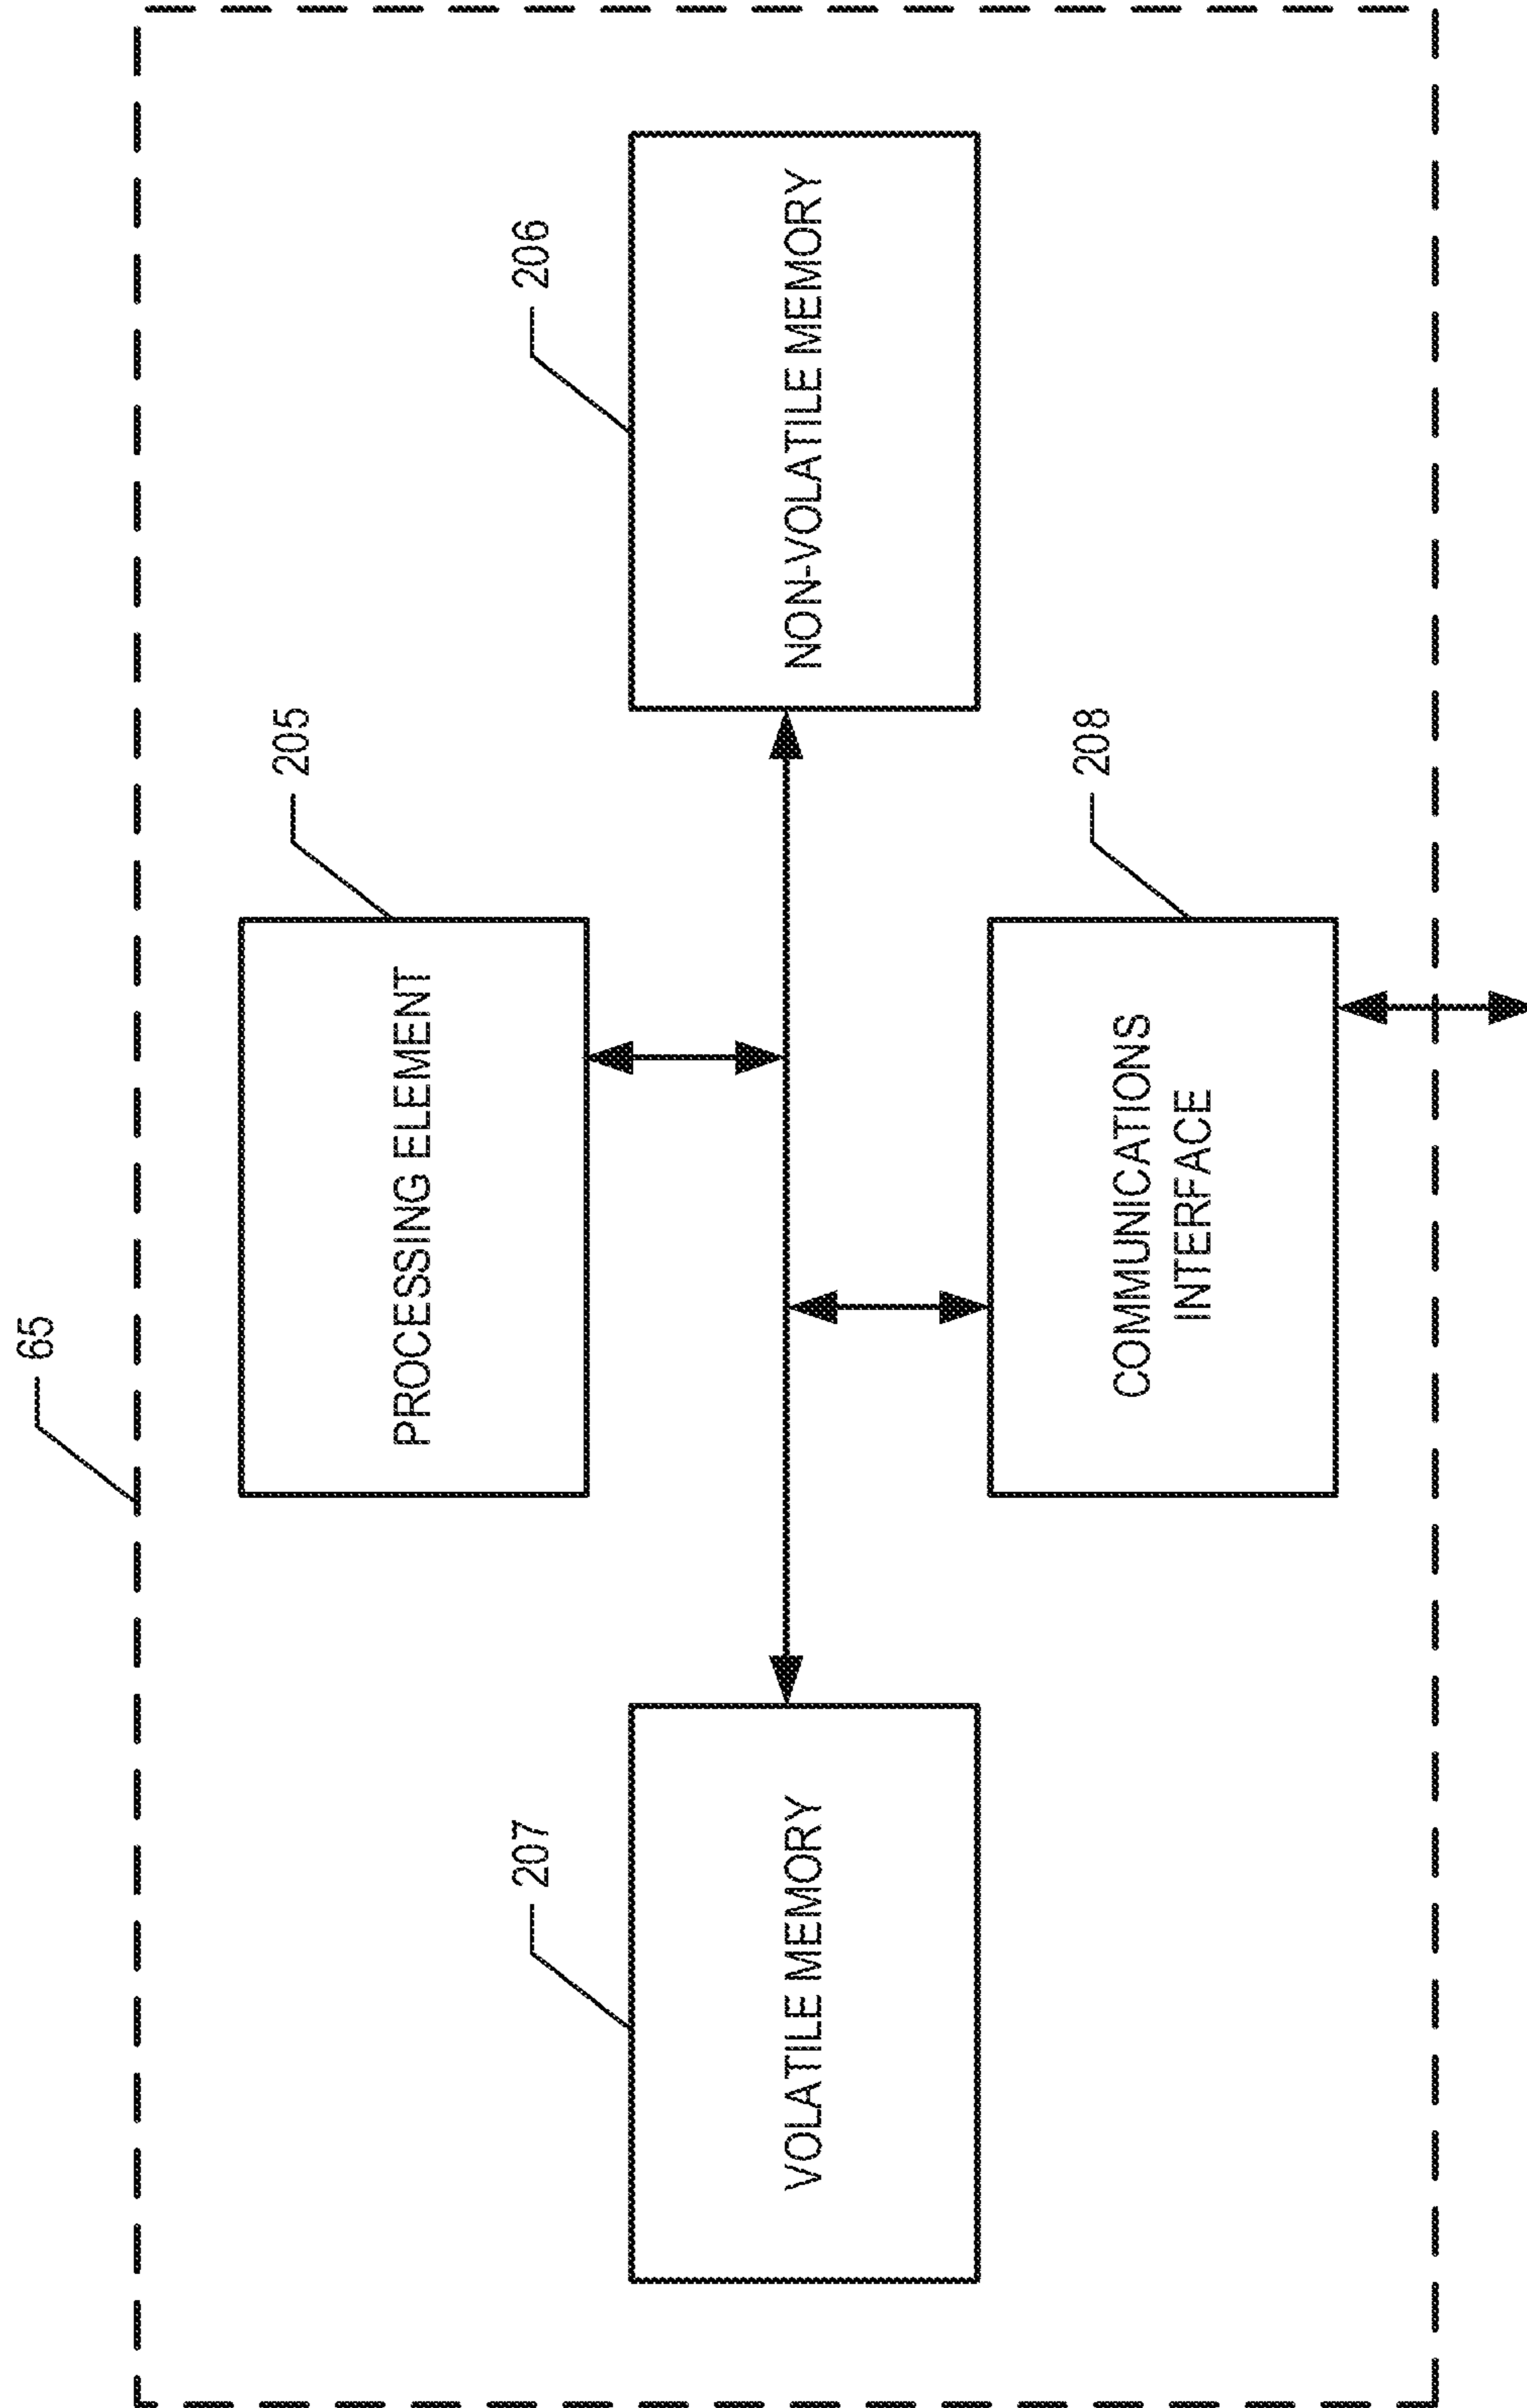 65
205
PROCESSING ELEMENT
207
206
VOLATILE MEMORY
NON-VOLATILE MEMORY
208
COMMUNICATIONS
INTERFACE